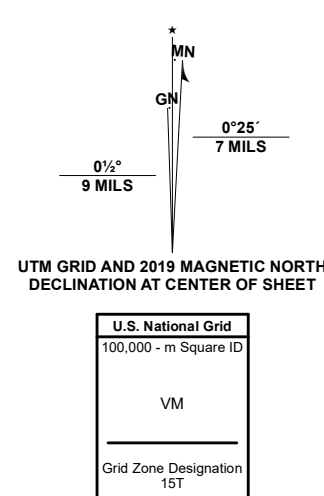 ★
MN
GN
0°25´
7 MILS
0½°
9 MILS
UTM GRID AND 2019 MAGNETIC NORTH
DECLINATION AT CENTER OF SHEET
U.S. National Grid
100,000 - m Square ID
VM
Grid Zone Designation
15T